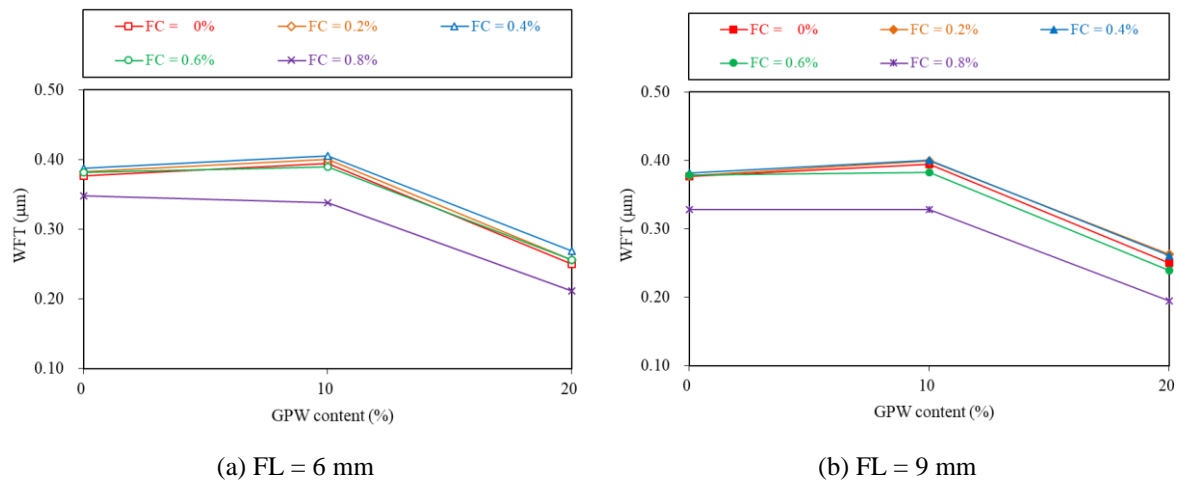 FC = 0% FC = 0.2% FC = 0.4%
FC = 0.6% FC = 0.8%
0.50
0.40
0.30
0.20
0.10
WFT (µm)
0 10 20
GPW content (%)
(a) FL = 6 mm
FC = 0% FC = 0.2% FC = 0.4%
FC = 0.6% FC = 0.8%
0.50
0.40
0.30
0.20
0.10
WFT (µm)
0 10 20
GPW content (%)
(b) FL = 9 mm